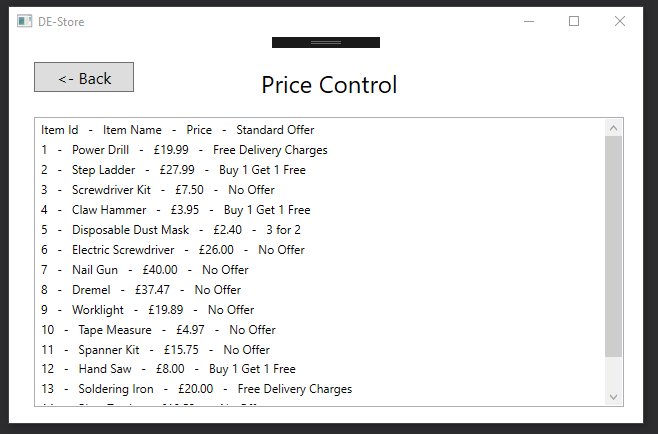 DE-Store
<- Back
Price Control
Item Id - Item Name - Price - Standard Offer
1 - Power Drill - £19.99 - Free Delivery Charges
2 - Step Ladder - £27.99 - Buy 1 Get 1 Free
3 - Screwdriver Kit - £7.50 - No Offer
4 - Claw Hammer - £3.95 - Buy 1 Get 1 Free
5 - Disposable Dust Mask - £2.40 - 3 for 2
6 - Electric Screwdriver - £26.00 - No Offer
7 - Nail Gun - £40.00 - No Offer
8 - Dremel - £37.47 - No Offer
9 - Worklight - £19.89 - No Offer
10 - Tape Measure - £4.97 - No Offer
11 - Spanner Kit - £15.75 - No Offer
12 - Hand Saw - £8.00 - Buy 1 Get 1 Free
13 - Soldering Iron - £20.00 - Free Delivery Charges